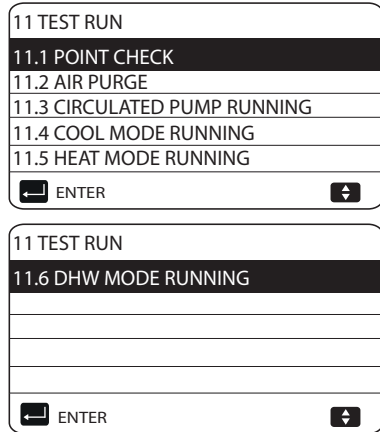 11 TEST RUN
11.1 POINT CHECK
11.2 AIR PURGE
11.3 CIRCULATED PUMP RUNNING
11.4 COOL MODE RUNNING
11.5 HEAT MODE RUNNING
ENTER
11 TEST RUN
11.6 DHW MODE RUNNING
ENTER